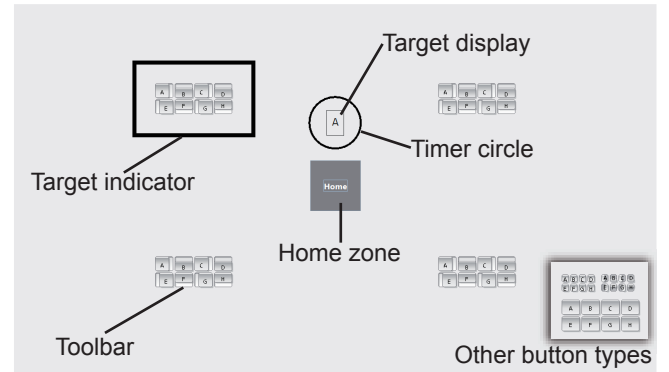 Target display
A B C D
E F G H
A B C D
E F G H
A
Timer circle
Target indicator
Home
Home zone
A B C D
E F G H
A B C D
E F G H
A B C D A B C D
E F G H E F G H
A B C D
E F G H
Toolbar
Other button types